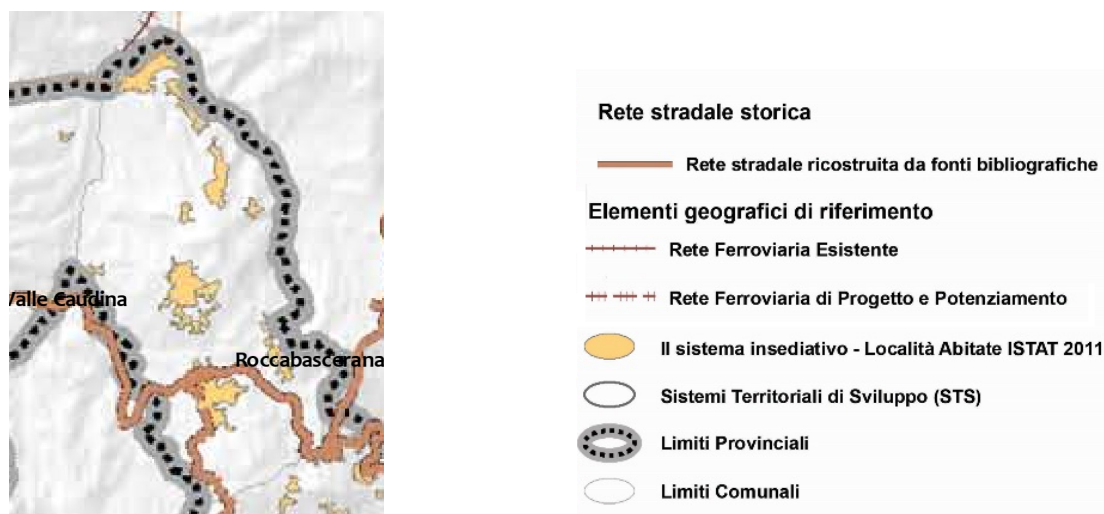 Valle Caudina
Roccabascerana
Rete stradale storica
Rete stradale ricostruita da fonti bibliografiche
Elementi geografici di riferimento
Rete Ferroviaria Esistente
Rete Ferroviaria di Progetto e Potenziamento
Il sistema insediativo - Località Abitate ISTAT 2011
Sistemi Territoriali di Sviluppo (STS)
Limiti Provinciali
Limiti Comunali